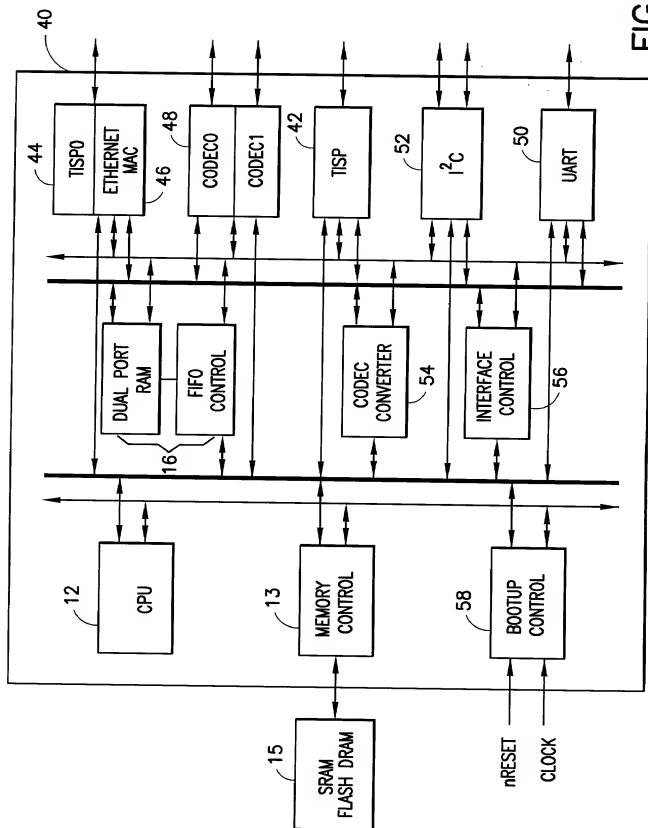 40
44
TISP0
ETHERNET
MAC
46
48
CODEC0
CODEC1
42
TISP
52
I²C
50
UART
DUAL PORT
RAM
FIFO
CONTROL
16
CODEC
CONVERTER
54
INTERFACE
CONTROL
56
12
CPU
13
MEMORY
CONTROL
58
BOOTUP
CONTROL
15
SRAM
FLASH DRAM
nRESET
CLOCK
FIG